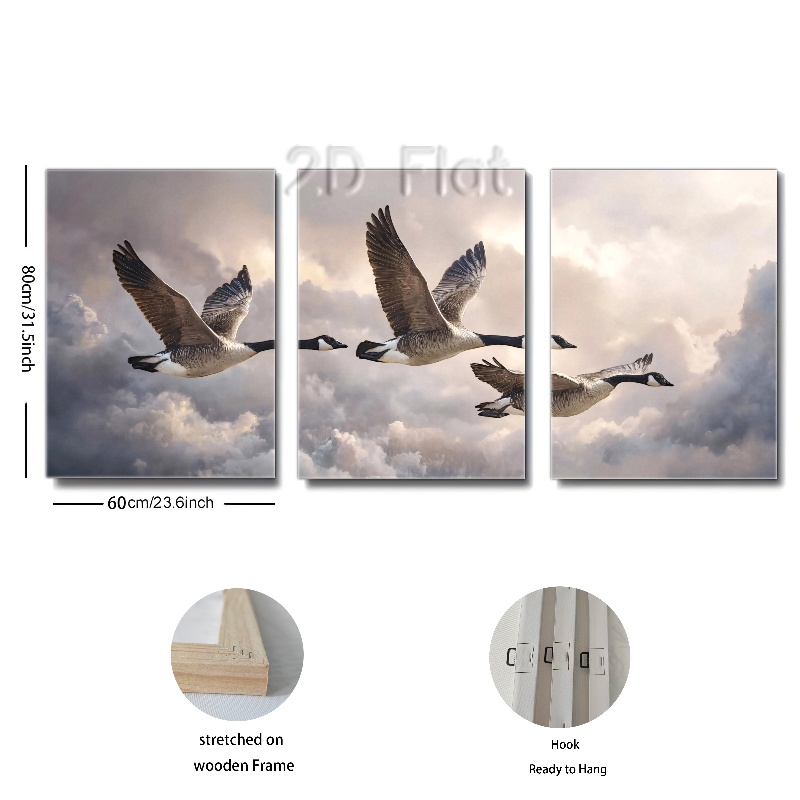 2D Flat
80cm/31.5inch
60cm/23.6inch
stretched on
wooden Frame
Hook
Ready to Hang